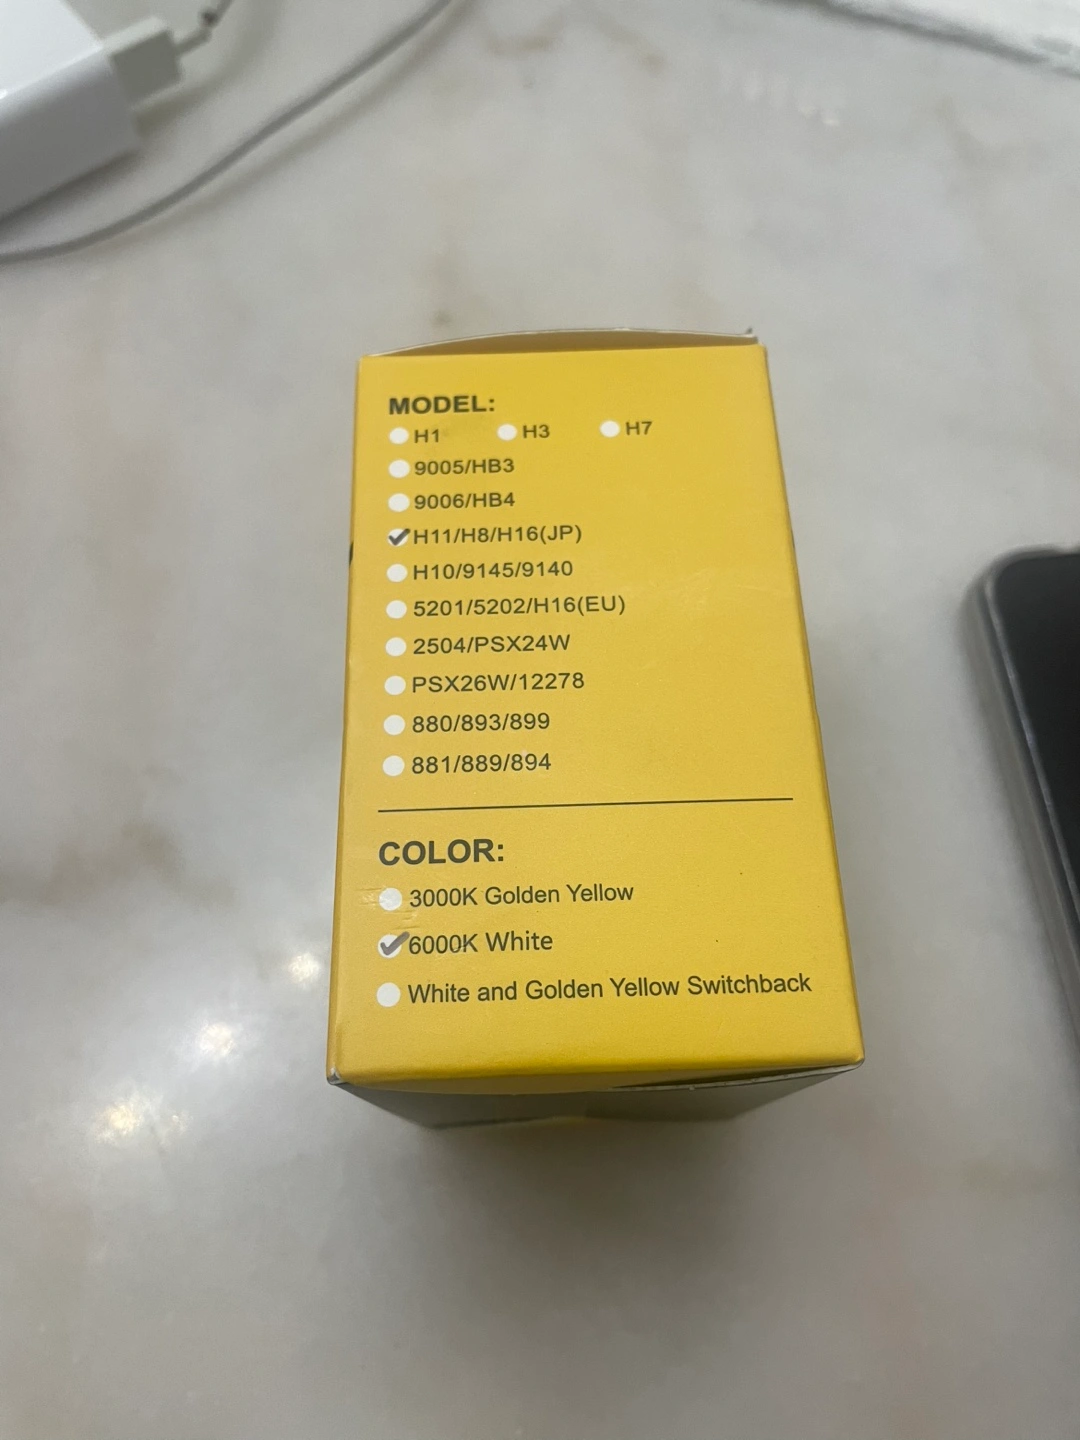 MODEL:
H1 H3 H7
9005/HB3
9006/HB4
H11/H8/H16(JP)
H10/9145/9140
5201/5202/H16(EU)
2504/PSX24W
PSX26W/12278
880/893/899
881/889/894
COLOR:
3000K Golden Yellow
6000K White
White and Golden Yellow Switchback